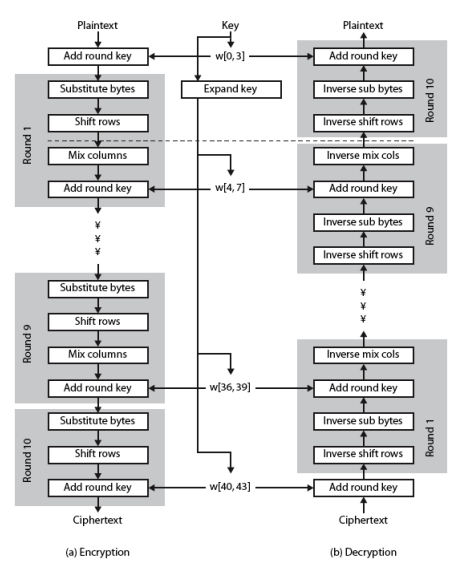 Plaintext
Add round key
Round 1
Substitute bytes
Shift rows
Mix columns
Add round key
¥
¥
¥
Round 9
Substitute bytes
Shift rows
Mix columns
Add round key
Round 10
Substitute bytes
Shift rows
Add round key
Ciphertext
(a) Encryption
Key
w[0, 3]
Expand key
w[4, 7]
w[36, 39]
w[40, 43]
Plaintext
Add round key
Inverse sub bytes
Inverse shift rows
Round 10
Inverse mix cols
Add round key
Inverse sub bytes
Inverse shift rows
Round 9
¥
¥
¥
Inverse mix cols
Add round key
Inverse sub bytes
Inverse shift rows
Round 1
Add round key
Ciphertext
(b) Decryption